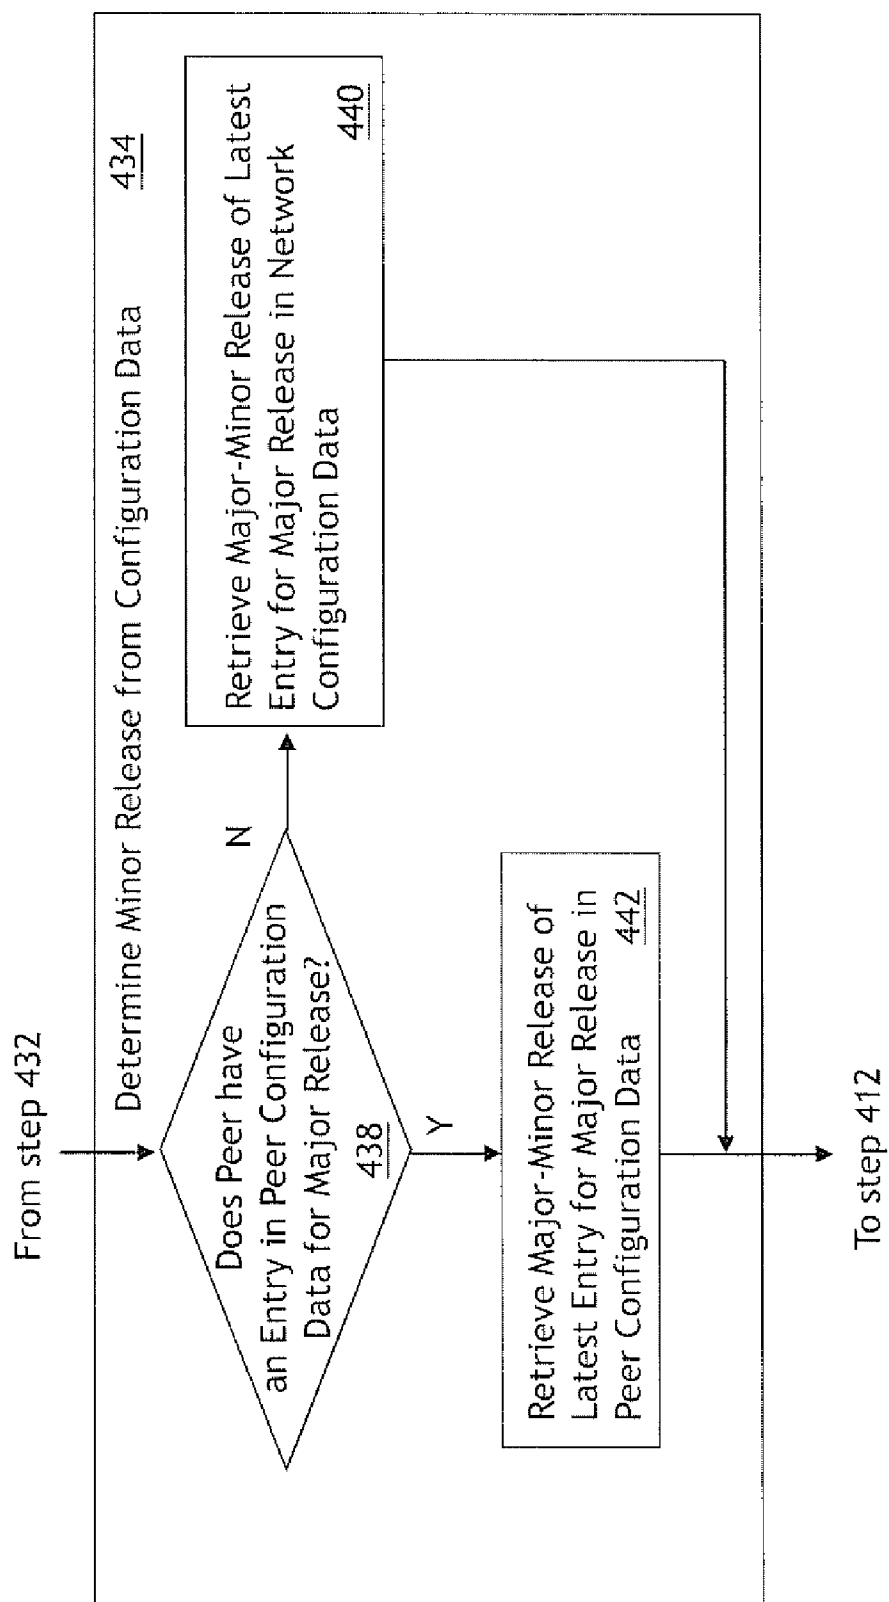 From step 432
Determine Minor Release from Configuration Data
434
Does Peer have
an Entry in Peer Configuration
Data for Major Release?
438
N
Retrieve Major-Minor Release of Latest
Entry for Major Release in Network
Configuration Data
440
Y
Retrieve Major-Minor Release of
Latest Entry for Major Release in
Peer Configuration Data
442
To step 412